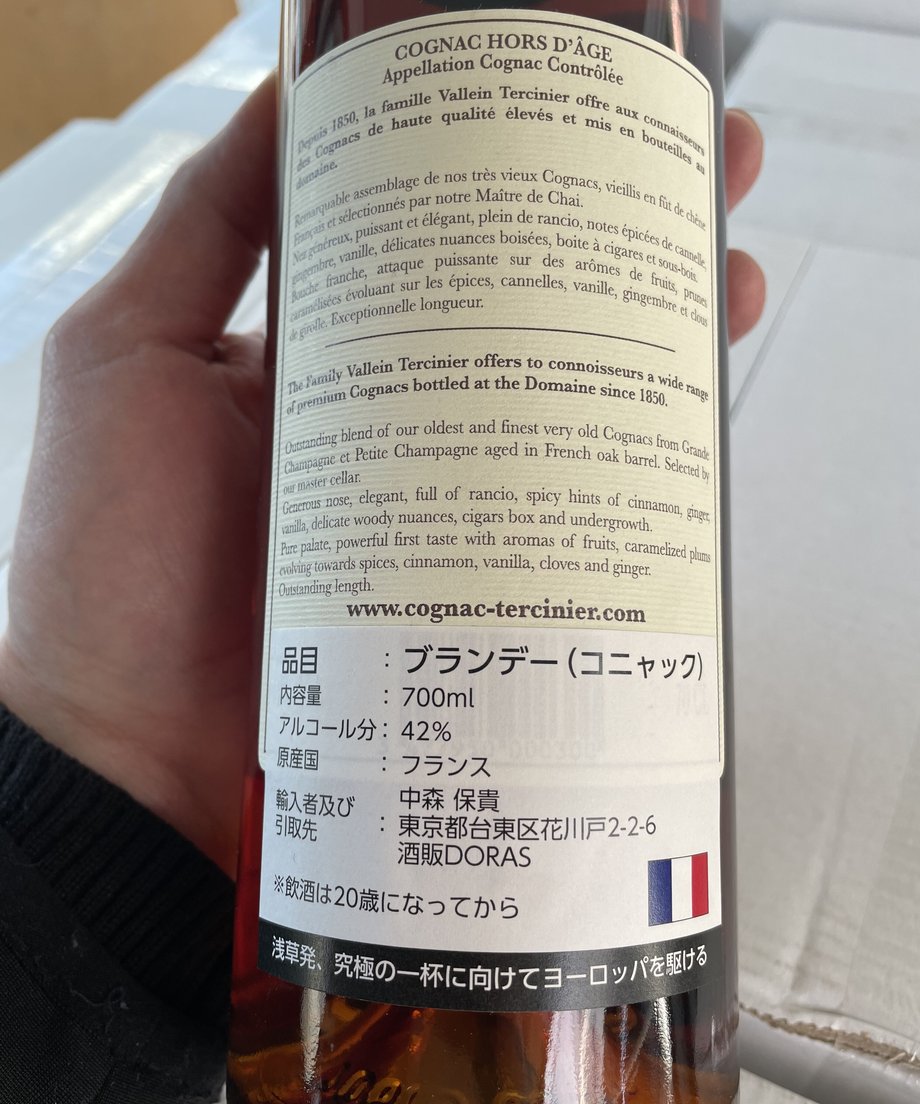 COGNAC HORS D'ÂGE
Appellation Cognac Contrôlée
Depuis 1850, la famille Vallein Tercinier offre aux connaisseurs
des Cognacs de haute qualité élevés et mis en bouteilles au
domaine.
Remarquable assemblage de nos très vieux Cognacs, vieillis en fût de chêne
Français et sélectionnés par notre Maître de Chai.
Nez généreux, puissant et élégant, plein de rancio, notes épicées de cannelle,
gingembre, vanille, délicates nuances boisées, boite à cigares et sous-bois.
Bouche franche, attaque puissante sur des arômes de fruits, prunes
caramélisées évoluant sur les épices, cannelles, vanille, gingembre et clous
de girofle. Exceptionnelle longueur.
The Family Vallein Tercinier offers to connoisseurs a wide range
of premium Cognacs bottled at the Domaine since 1850.
Outstanding blend of our oldest and finest very old Cognacs from Grande
Champagne et Petite Champagne aged in French oak barrel. Selected by
our master cellar.
Generous nose, elegant, full of rancio, spicy hints of cinnamon, ginger,
vanilla, delicate woody nuances, cigars box and undergrowth.
Pure palate, powerful first taste with aromas of fruits, caramelized plums
evolving towards spices, cinnamon, vanilla, cloves and ginger.
Outstanding length.
www.cognac-tercinier.com
品目 : ブランデー(コニャック)
内容量 : 700ml
アルコール分 : 42%
原産国 : フランス
輸入者及び 中森 保貴
引取先 : 東京都台東区花川戸2-2-6
酒販DORAS
※飲酒は20歳になってから
浅草発、究極の一杯に向けてヨーロッパを駆ける